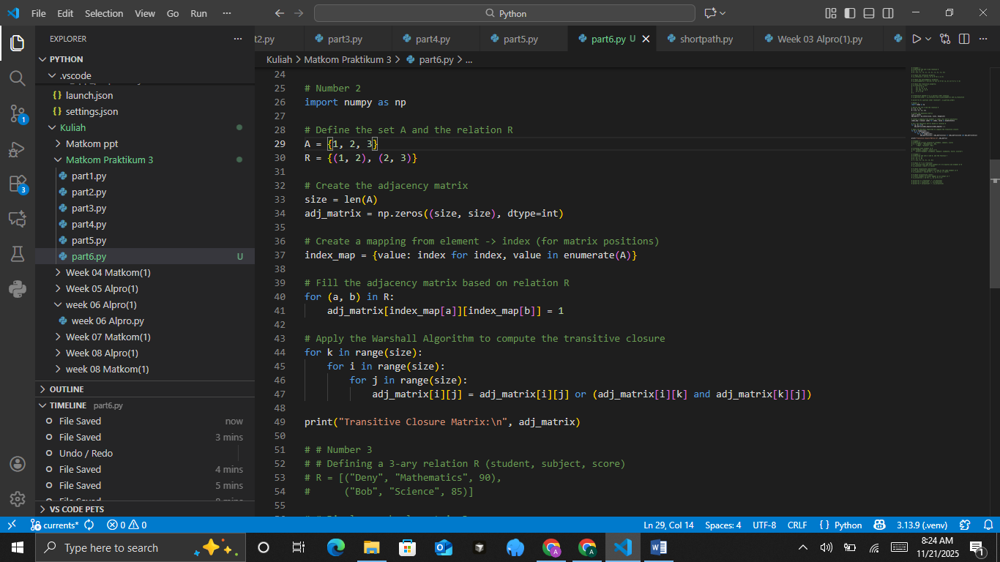 File Edit Selection View Go Run ···
Python
EXPLORER ···
PYTHON
.vscode
launch.json
settings.json
Kuliah
Matkom ppt
Matkom Praktikum 3
part1.py
part2.py
part3.py
part4.py
part5.py
part6.py U
Week 04 Matkom(1)
Week 05 Alpro(1)
week 06 Alpro(1)
week 06 Alpro.py
Week 07 Matkom(1)
Week 08 Alpro(1)
week 08 Matkom(1)
OUTLINE
TIMELINE part6.py
File Saved now
File Saved 3 mins
Undo / Redo
File Saved 4 mins
File Saved 5 mins
VS CODE PETS
1
3
t2.py part3.py part4.py part5.py part6.py U shortpath.py Week 03 Alpro(1).py
Kuliah > Matkom Praktikum 3 > part6.py > ...
24
25 # Number 2
26 import numpy as np
27
28 # Define the set A and the relation R
29 A = {1, 2, 3}
30 R = {(1, 2), (2, 3)}
31
32 # Create the adjacency matrix
33 size = len(A)
34 adj_matrix = np.zeros((size, size), dtype=int)
35
36 # Create a mapping from element -> index (for matrix positions)
37 index_map = {value: index for index, value in enumerate(A)}
38
39 # Fill the adjacency matrix based on relation R
40 for (a, b) in R:
41     adj_matrix[index_map[a]][index_map[b]] = 1
42
43 # Apply the Warshall Algorithm to compute the transitive closure
44 for k in range(size):
45     for i in range(size):
46         for j in range(size):
47             adj_matrix[i][j] = adj_matrix[i][j] or (adj_matrix[i][k] and adj_matrix[k][j])
48
49 print("Transitive Closure Matrix:\n", adj_matrix)
50
51 # # Number 3
52 # # Defining a 3-ary relation R (student, subject, score)
53 # R = [("Deny", "Mathematics", 90),
54 #      ("Bob", "Science", 85)]
55
currents* 0 0 Ln 29, Col 14 Spaces: 4 UTF-8 CRLF { } Python 3.13.9 (.venv)
Type here to search
8:24 AM
11/21/2025
1